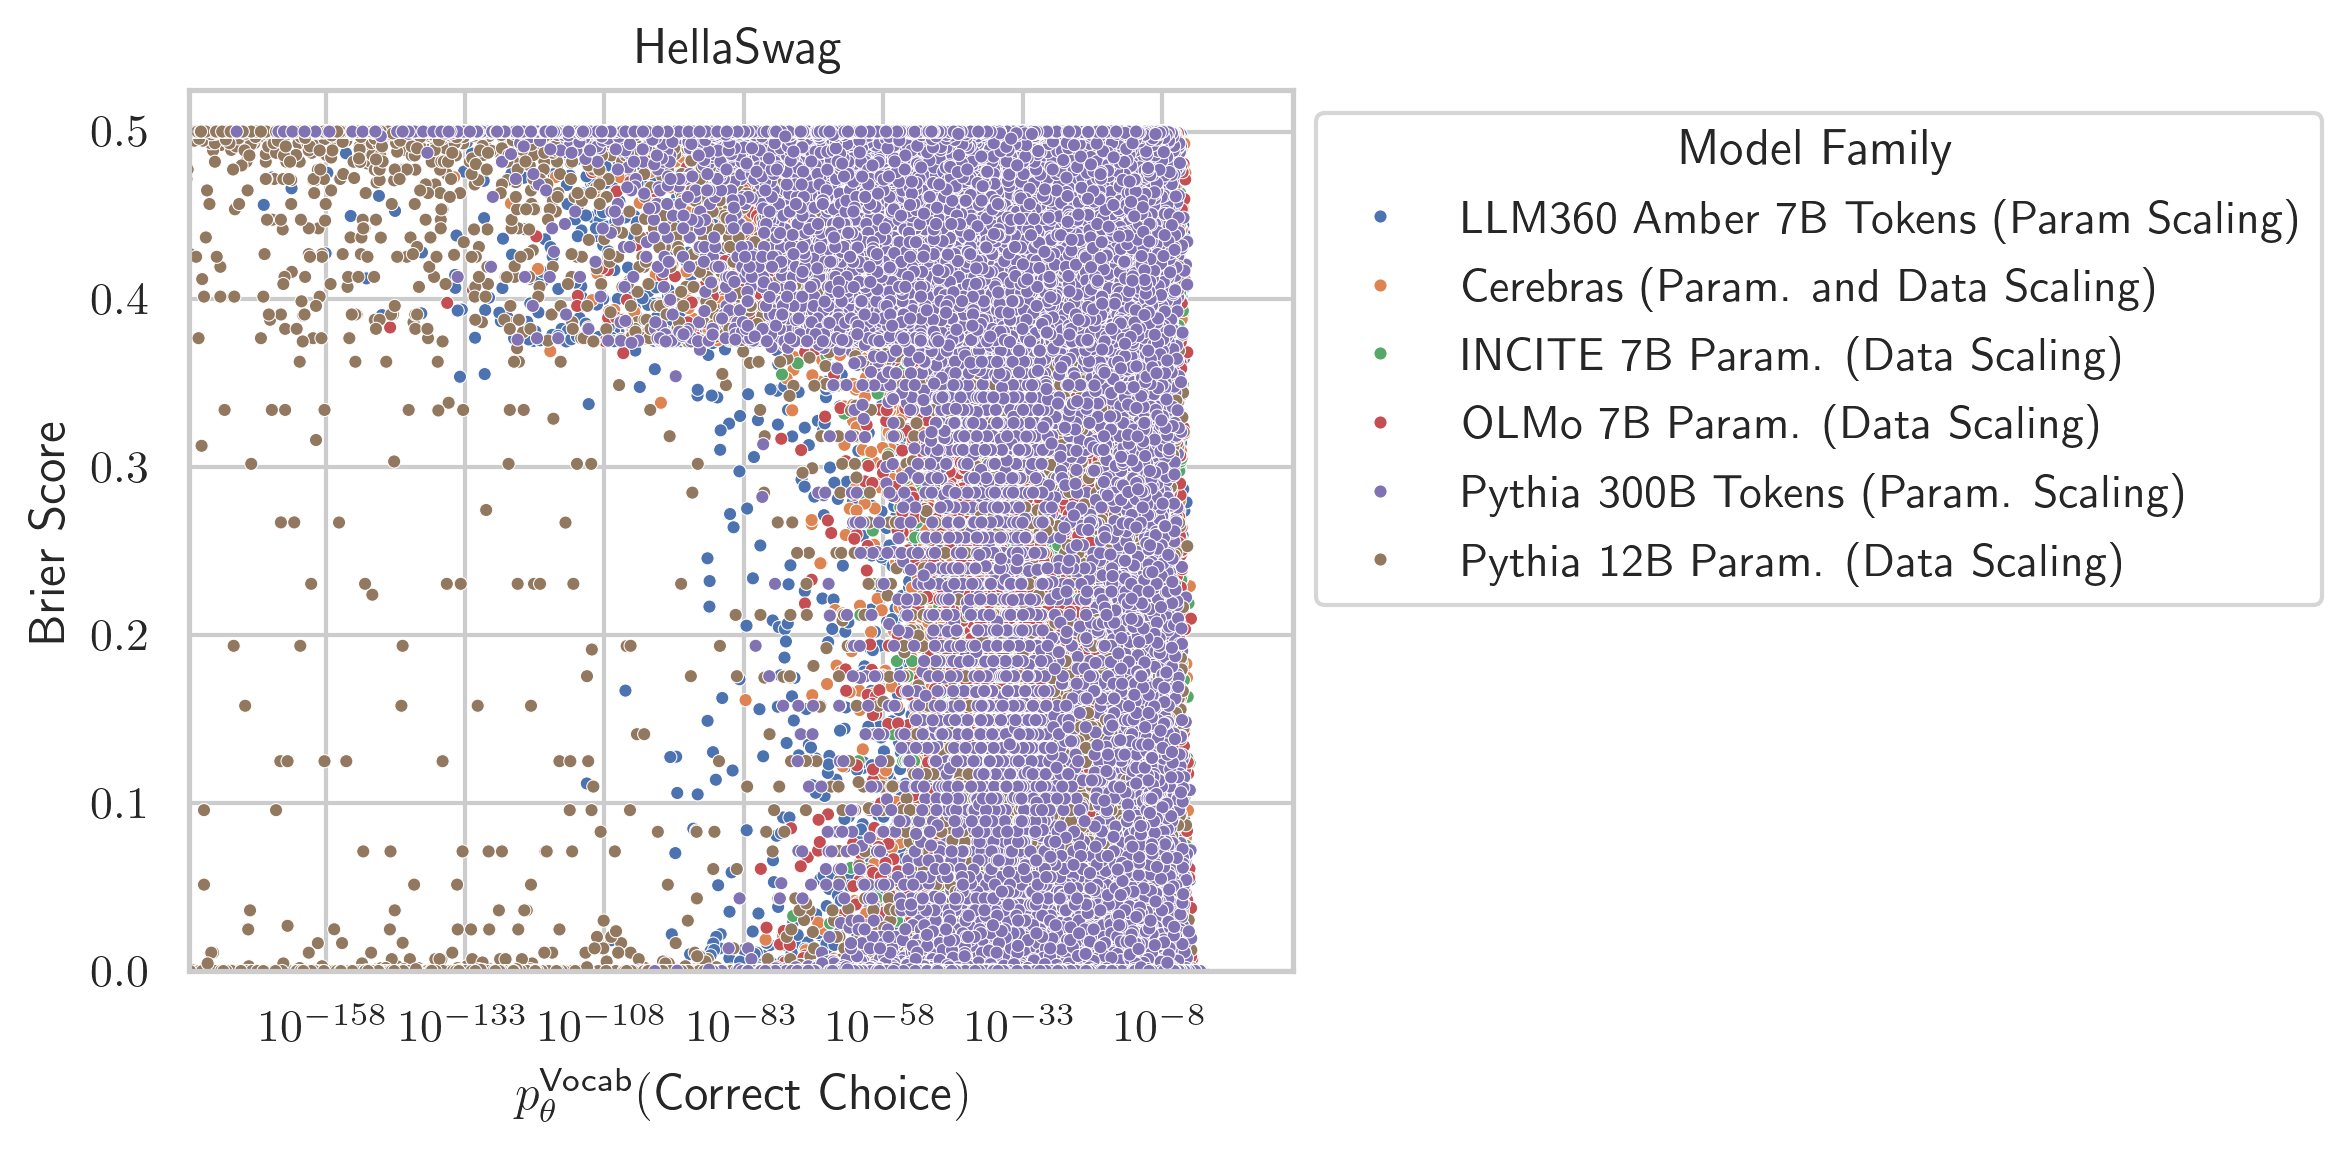 HellaSwag
0.5
0.4
0.3
0.2
0.1
0.0
Brier Score
10^{-158} 10^{-133} 10^{-108} 10^{-83} 10^{-58} 10^{-33} 10^{-8}
p_θ^{Vocab}(Correct Choice)
Model Family
LLM360 Amber 7B Tokens (Param Scaling)
Cerebras (Param. and Data Scaling)
INCITE 7B Param. (Data Scaling)
OLMo 7B Param. (Data Scaling)
Pythia 300B Tokens (Param. Scaling)
Pythia 12B Param. (Data Scaling)